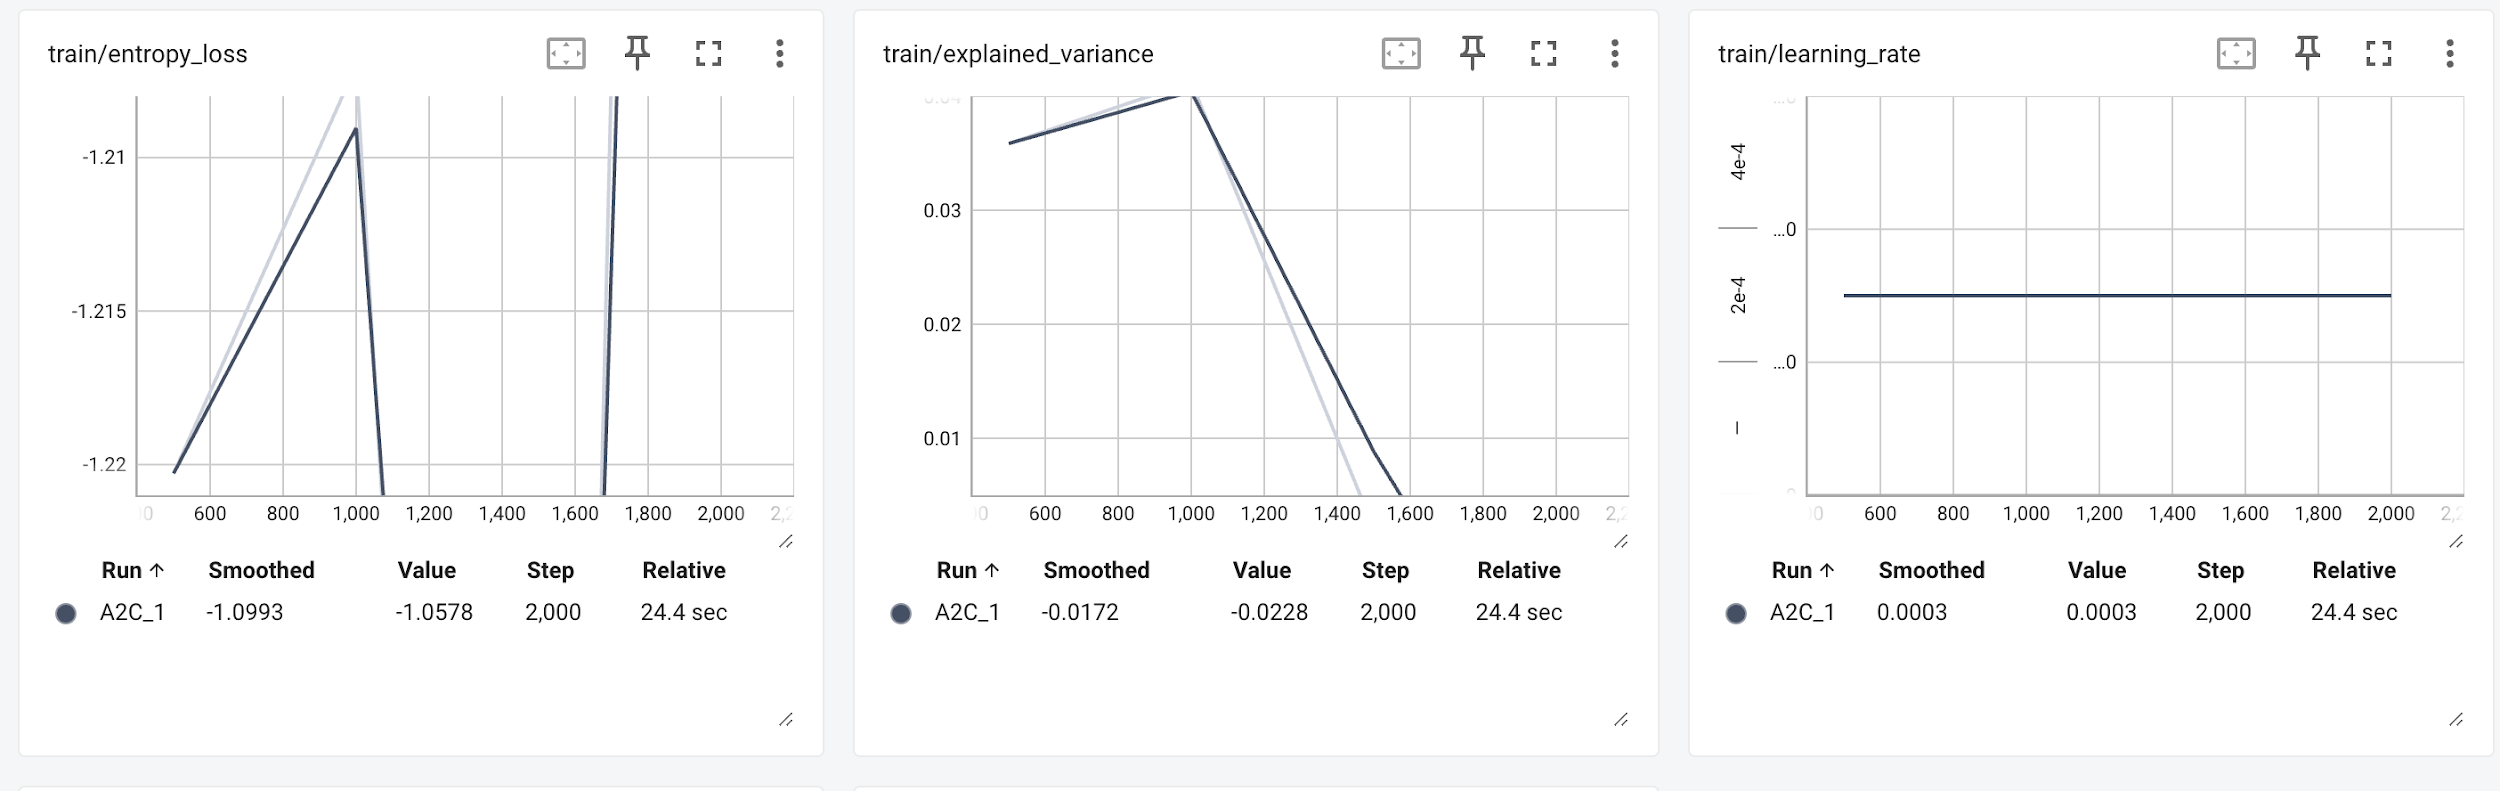 train/entropy_loss
-1.21
-1.215
-1.22
600 800 1,000 1,200 1,400 1,600 1,800 2,000
Run ↑ Smoothed Value Step Relative
A2C_1 -1.0993 -1.0578 2,000 24.4 sec
train/explained_variance
0.04
0.03
0.02
0.01
600 800 1,000 1,200 1,400 1,600 1,800 2,000
Run ↑ Smoothed Value Step Relative
A2C_1 -0.0172 -0.0228 2,000 24.4 sec
train/learning_rate
...0
4e-4
...0
2e-4
...0
600 800 1,000 1,200 1,400 1,600 1,800 2,000
Run ↑ Smoothed Value Step Relative
A2C_1 0.0003 0.0003 2,000 24.4 sec